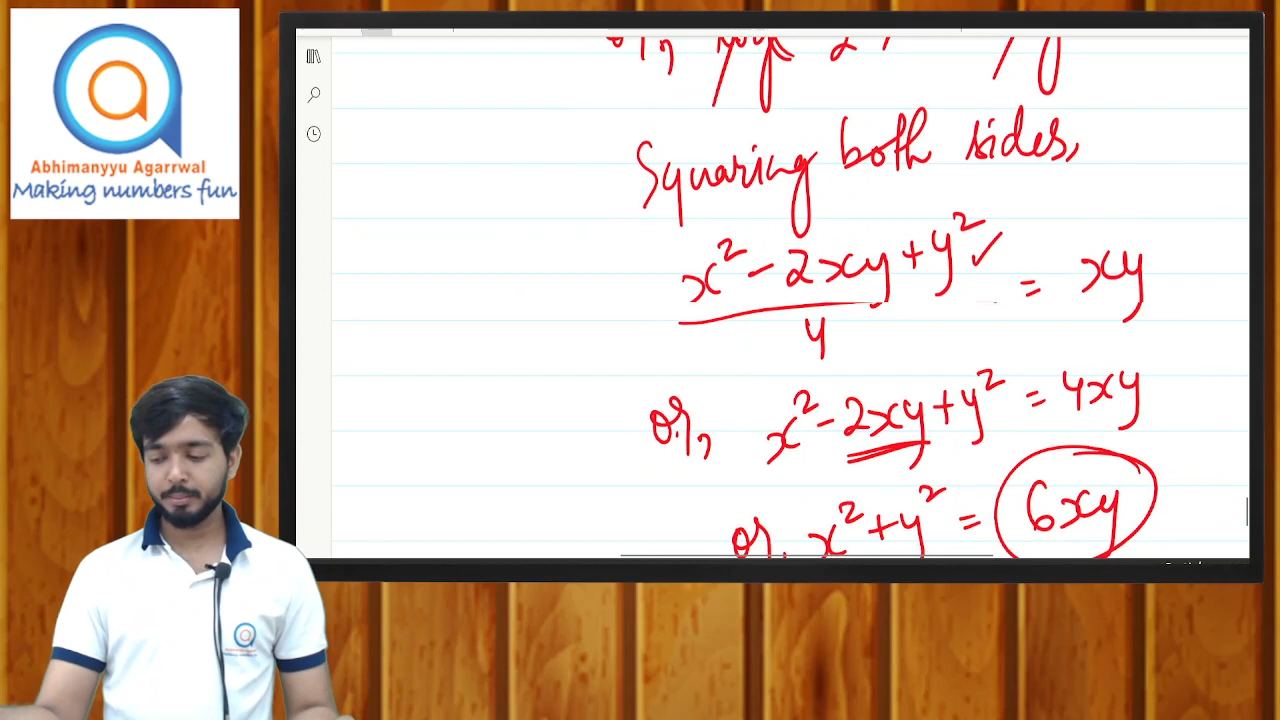 Abhimanyyu Agarrwal
Making numbers fun
Squaring both sides,
x² - 2xy + y² ✓ / 4 = xy
or, x² - 2xy + y² = 4xy
or, x² + y² = 6xy